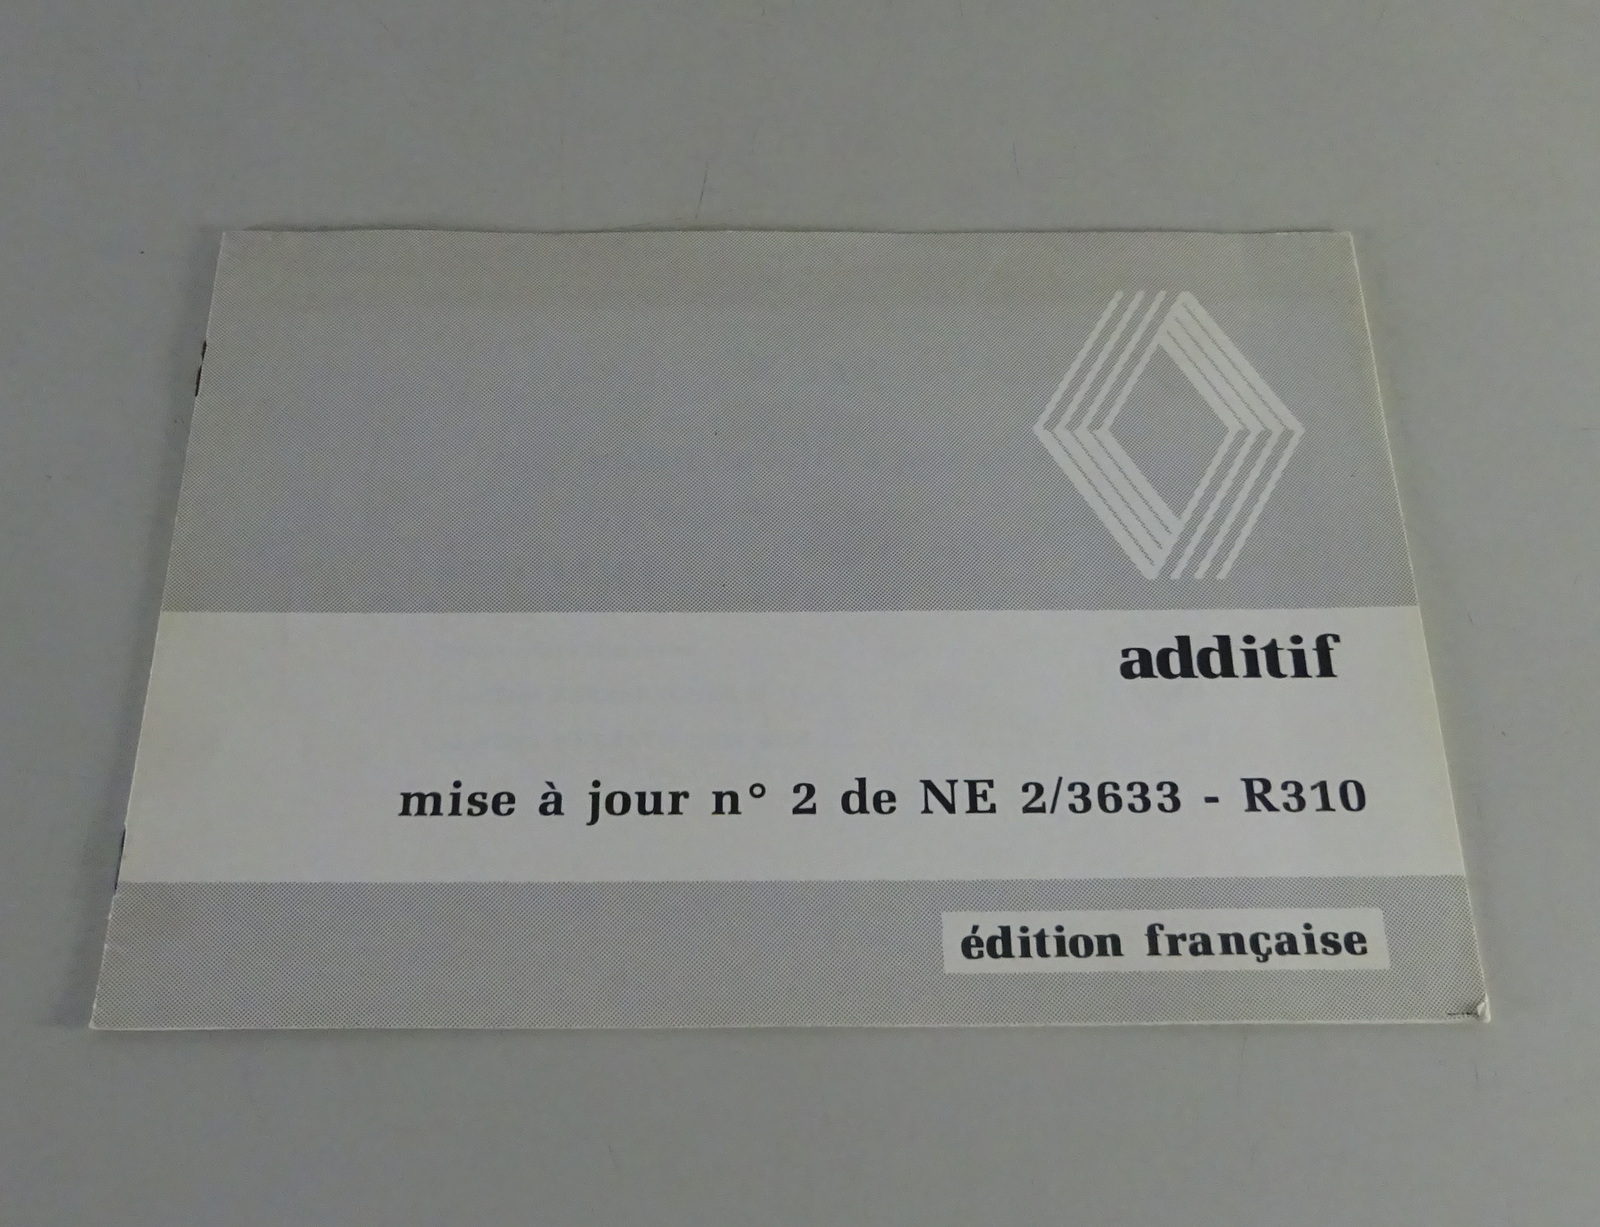 additif
mise à jour n° 2 de NE 2/3633 - R310
édition française